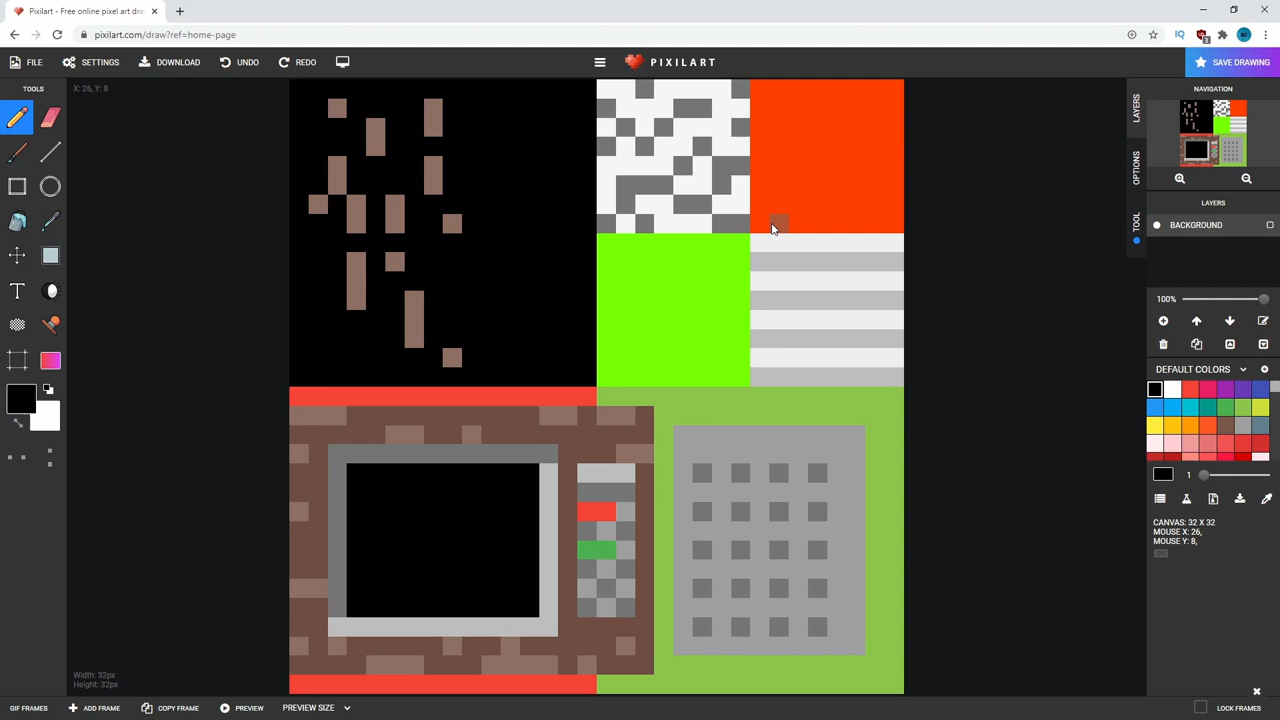 Pixilart - Free online pixel art dra
pixilart.com/draw?ref=home-page
IQ
3
FILE
SETTINGS
DOWNLOAD
UNDO
REDO
PIXILART
SAVE DRAWING
TOOLS
X: 26, Y: 8
LAYERS
OPTIONS
TOOL
NAVIGATION
LAYERS
BACKGROUND
100%
DEFAULT COLORS
1
CANVAS: 32 X 32
MOUSE X: 26,
MOUSE Y: 8,
Width: 32px
Height: 32px
GIF FRAMES
ADD FRAME
COPY FRAME
PREVIEW
PREVIEW SIZE
LOCK FRAMES